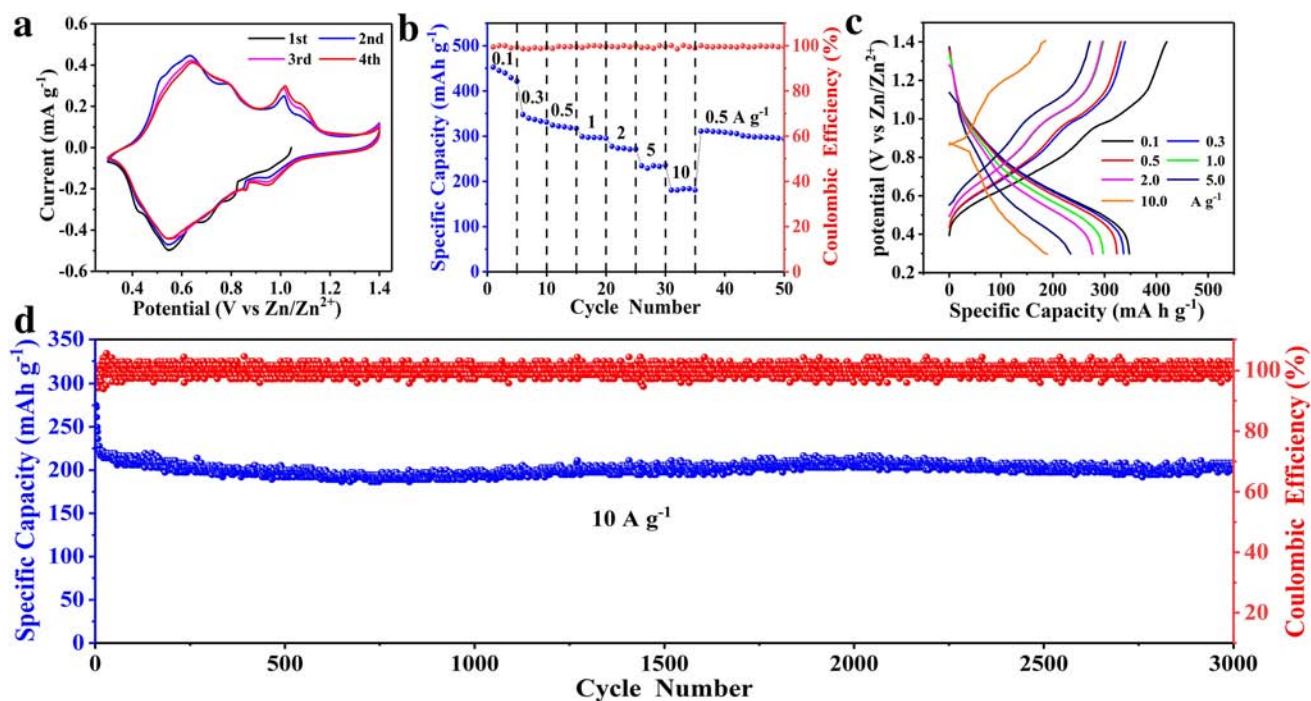 a
1st 2nd
3rd 4th
Current (mA g⁻¹)
0.6
0.4
0.2
0.0
-0.2
-0.4
-0.6
0.4 0.6 0.8 1.0 1.2 1.4
Potential (V vs Zn/Zn²⁺)
b
Specific Capacity (mAh g⁻¹)
500
400
300
200
100
0
0.1
0.3
0.5
1
2
5
10
0.5 A g⁻¹
0 10 20 30 40 50
Cycle Number
100
80
60
40
20
0
Coulombic Efficiency (%)
c
potential (V vs Zn/Zn²⁺)
1.4
1.2
1.0
0.8
0.6
0.4
0.2
0.1 0.3
0.5 1.0
2.0 5.0
10.0 A g⁻¹
0 100 200 300 400 500
Specific Capacity (mA h g⁻¹)
d
Specific Capacity (mAh g⁻¹)
350
300
250
200
150
100
50
0
10 A g⁻¹
0 500 1000 1500 2000 2500 3000
Cycle Number
100
80
60
40
20
Coulombic Efficiency (%)